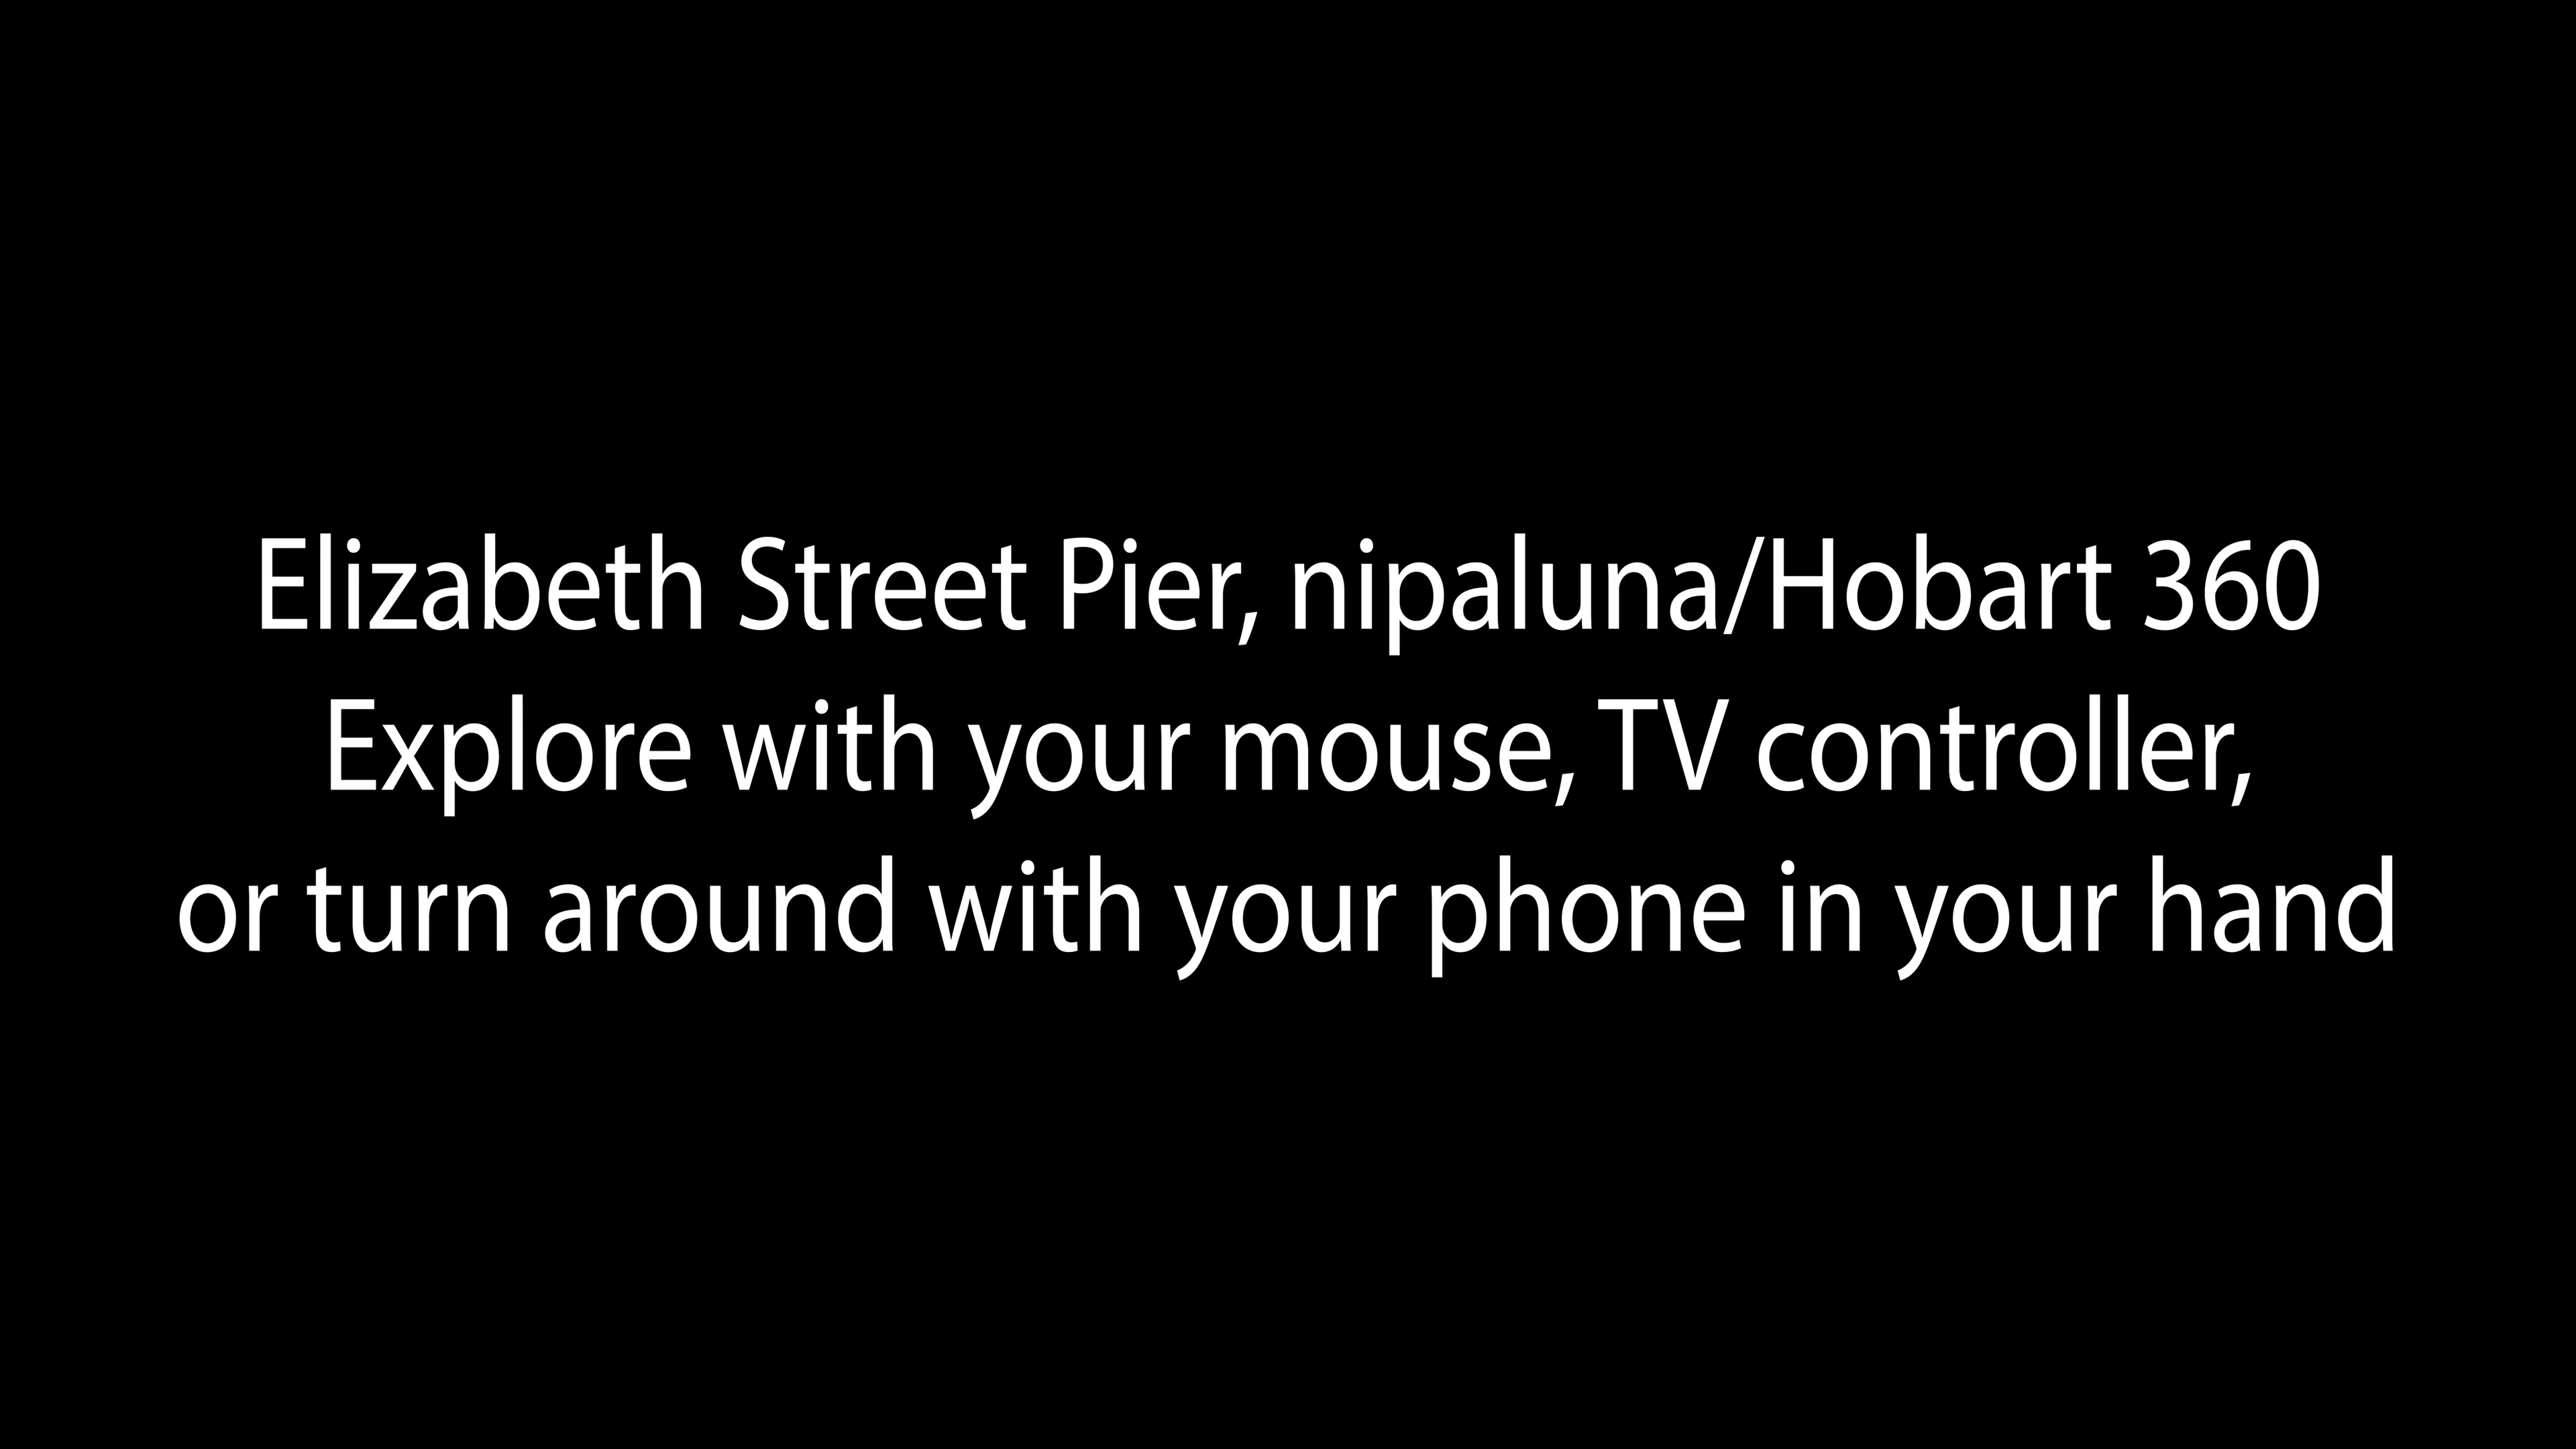 Elizabeth Street Pier, nipaluna/Hobart 360
Explore with your mouse, TV controller,
or turn around with your phone in your hand